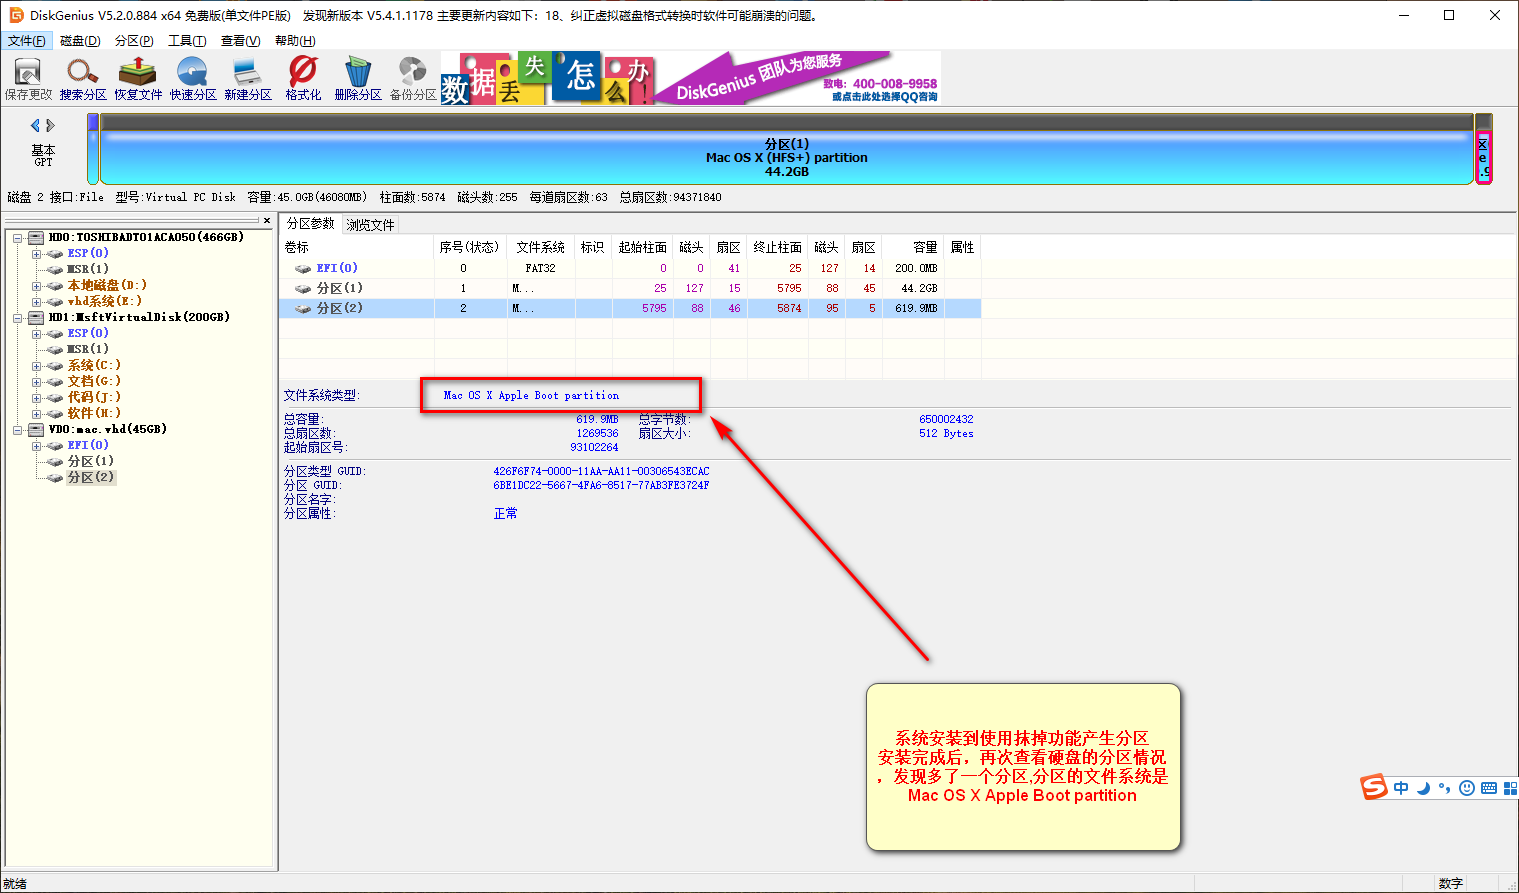 DiskGenius V5.2.0.884 x64 免费版(单文件PE版)    发现新版本 V5.4.1.1178 主要更新内容如下：18、纠正虚拟磁盘格式转换时软件可能崩溃的问题。
文件(F) 磁盘(D) 分区(P) 工具(T) 查看(V) 帮助(H)
保存更改 搜索分区 恢复文件 快速分区 新建分区 格式化 删除分区 备份分区
数据丢失怎么办!
DiskGenius 团队为您服务
致电：400-008-9958
或点击此处选择QQ咨询
基本
GPT
分区(1)
Mac OS X (HFS+) partition
44.2GB
磁盘 2 接口:File 型号:Virtual PC Disk 容量:45.0GB(46080MB) 柱面数:5874 磁头数:255 每道扇区数:63 总扇区数:94371840
HD0:TOSHIBADT01ACA050(466GB)
ESP(0)
MSR(1)
本地磁盘(D:)
vhd系统(E:)
HD1:MsftVirtualDisk(200GB)
ESP(0)
MSR(1)
系统(C:)
文档(G:)
代码(J:)
软件(H:)
VD0:mac.vhd(45GB)
EFI(0)
分区(1)
分区(2)
分区参数 浏览文件
卷标 序号(状态) 文件系统 标识 起始柱面 磁头 扇区 终止柱面 磁头 扇区 容量 属性
EFI(0) 0 FAT32 0 0 41 25 127 14 200.0MB
分区(1) 1 M... 25 127 15 5795 88 45 44.2GB
分区(2) 2 M... 5795 88 46 5874 95 5 619.9MB
文件系统类型: Mac OS X Apple Boot partition
总容量: 619.9MB 总字节数: 650002432
总扇区数: 1269536 扇区大小: 512 Bytes
起始扇区号: 93102264
分区类型 GUID: 426F6F74-0000-11AA-AA11-00306543ECAC
分区 GUID: 6BE1DC22-5667-4FA6-8517-77AB3FE3724F
分区名字:
分区属性: 正常
系统安装到使用抹掉功能产生分区
安装完成后，再次查看硬盘的分区情况
，发现多了一个分区,分区的文件系统是
Mac OS X Apple Boot partition
中
就绪
数字